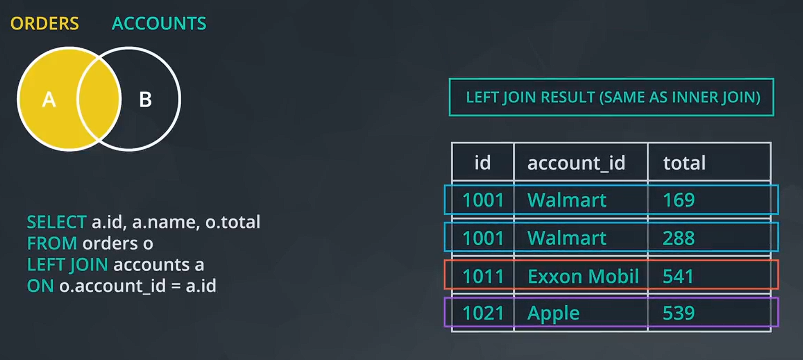 ORDERS ACCOUNTS
A B
SELECT a.id, a.name, o.total
FROM orders o
LEFT JOIN accounts a
ON o.account_id = a.id
LEFT JOIN RESULT (SAME AS INNER JOIN)
id account_id total
1001 Walmart 169
1001 Walmart 288
1011 Exxon Mobil 541
1021 Apple 539